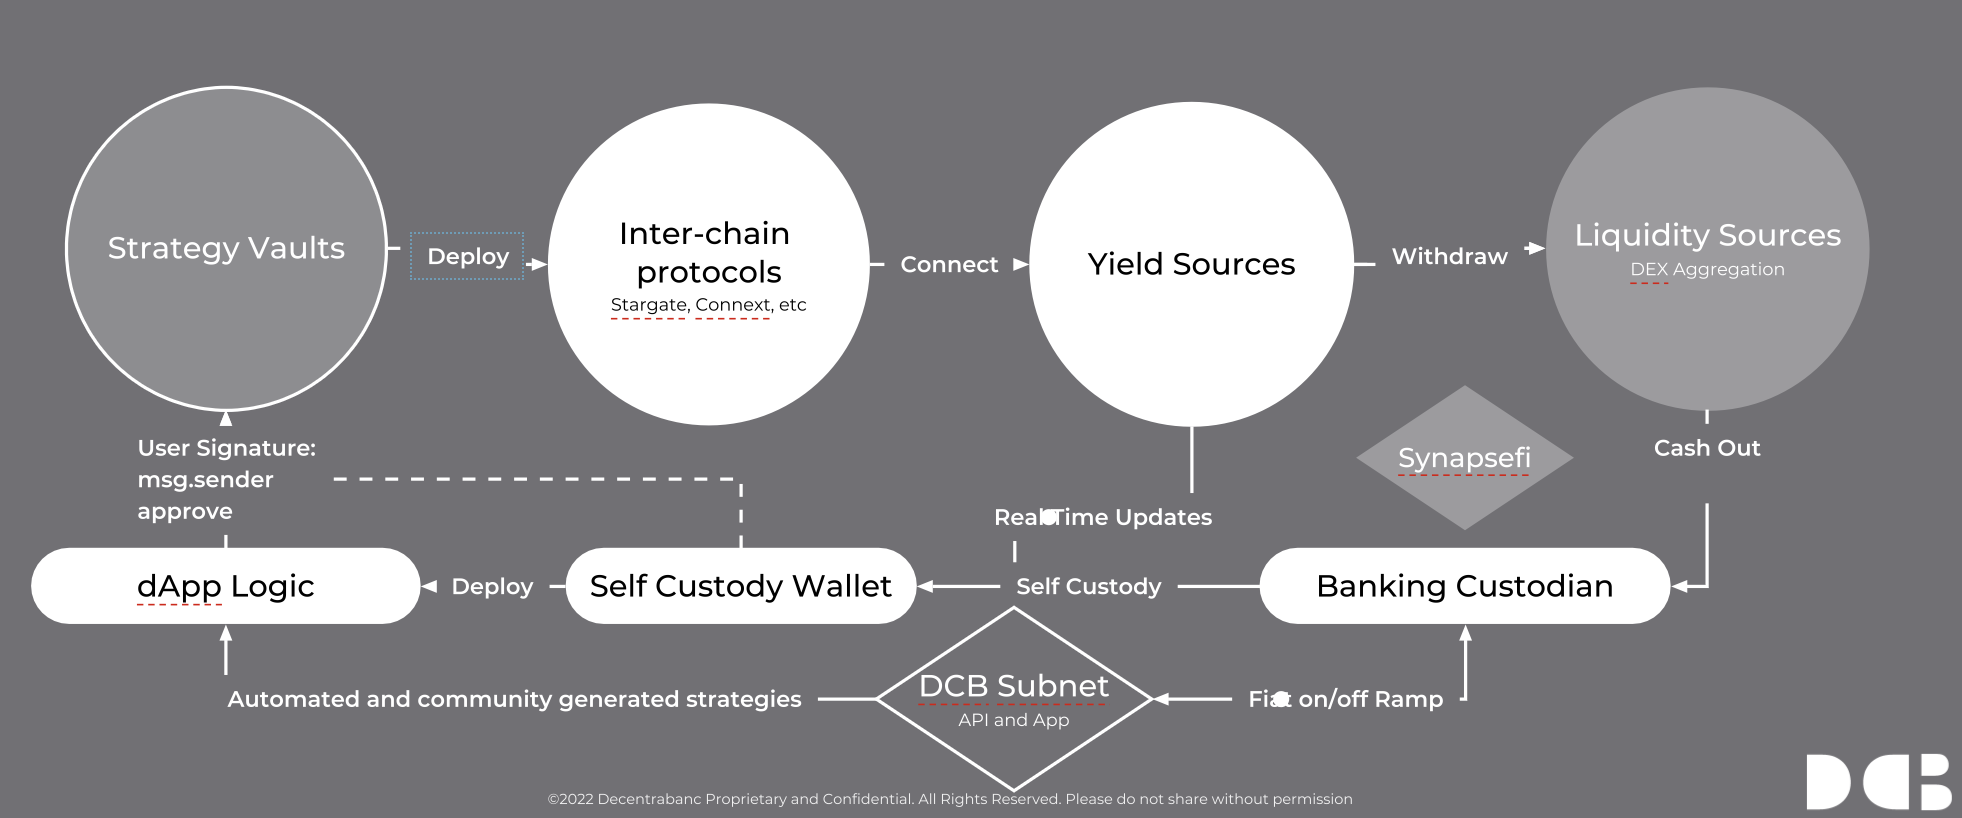 Strategy Vaults
Deploy
Inter-chain
protocols
Stargate, Connext, etc
Connect
Yield Sources
Withdraw
Liquidity Sources
DEX Aggregation
User Signature:
msg.sender
approve
Synapsefi
Cash Out
Real Time Updates
dApp Logic
Deploy
Self Custody Wallet
Self Custody
Banking Custodian
Automated and community generated strategies
DCB Subnet
API and App
Fiat on/off Ramp
©2022 Decentrabanc Proprietary and Confidential. All Rights Reserved. Please do not share without permission
DCB